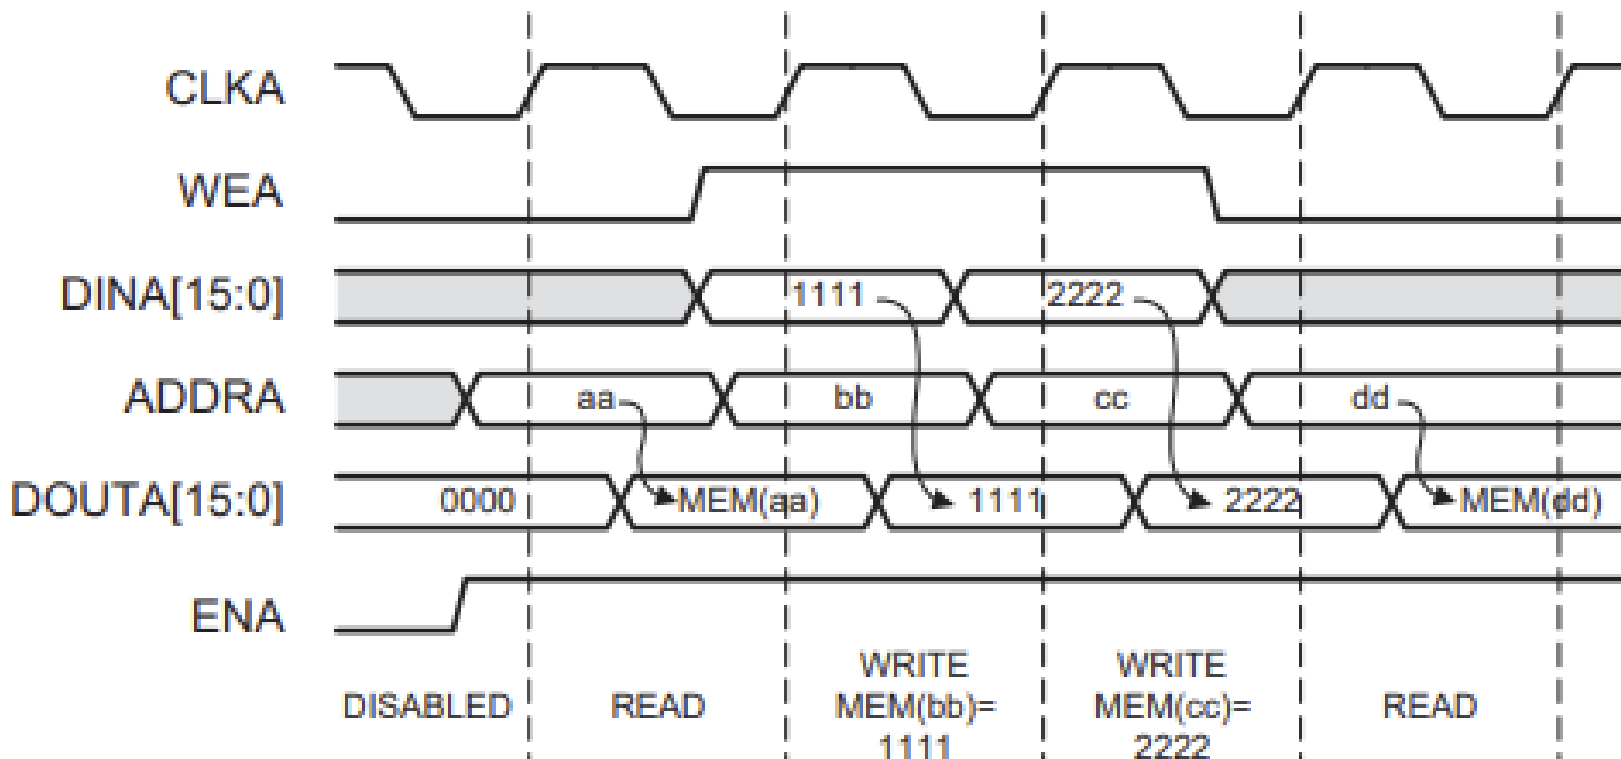 CLKA
WEA
DINA[15:0] 1111 2222
ADDRA aa bb cc dd
DOUTA[15:0] 0000 MEM(aa) 1111 2222 MEM(dd)
ENA
DISABLED
READ
WRITE
MEM(bb)=
1111
WRITE
MEM(cc)=
2222
READ